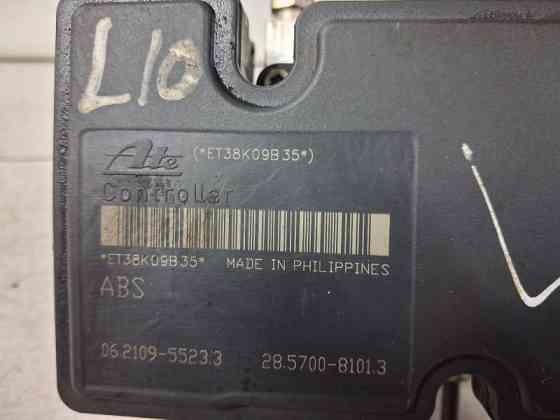 L10
Ate (*ET38K09B35*)
Controller
*ET38K09B35* MADE IN PHILIPPINES
ABS
06.2109-5523.3 28.5700-8101.3